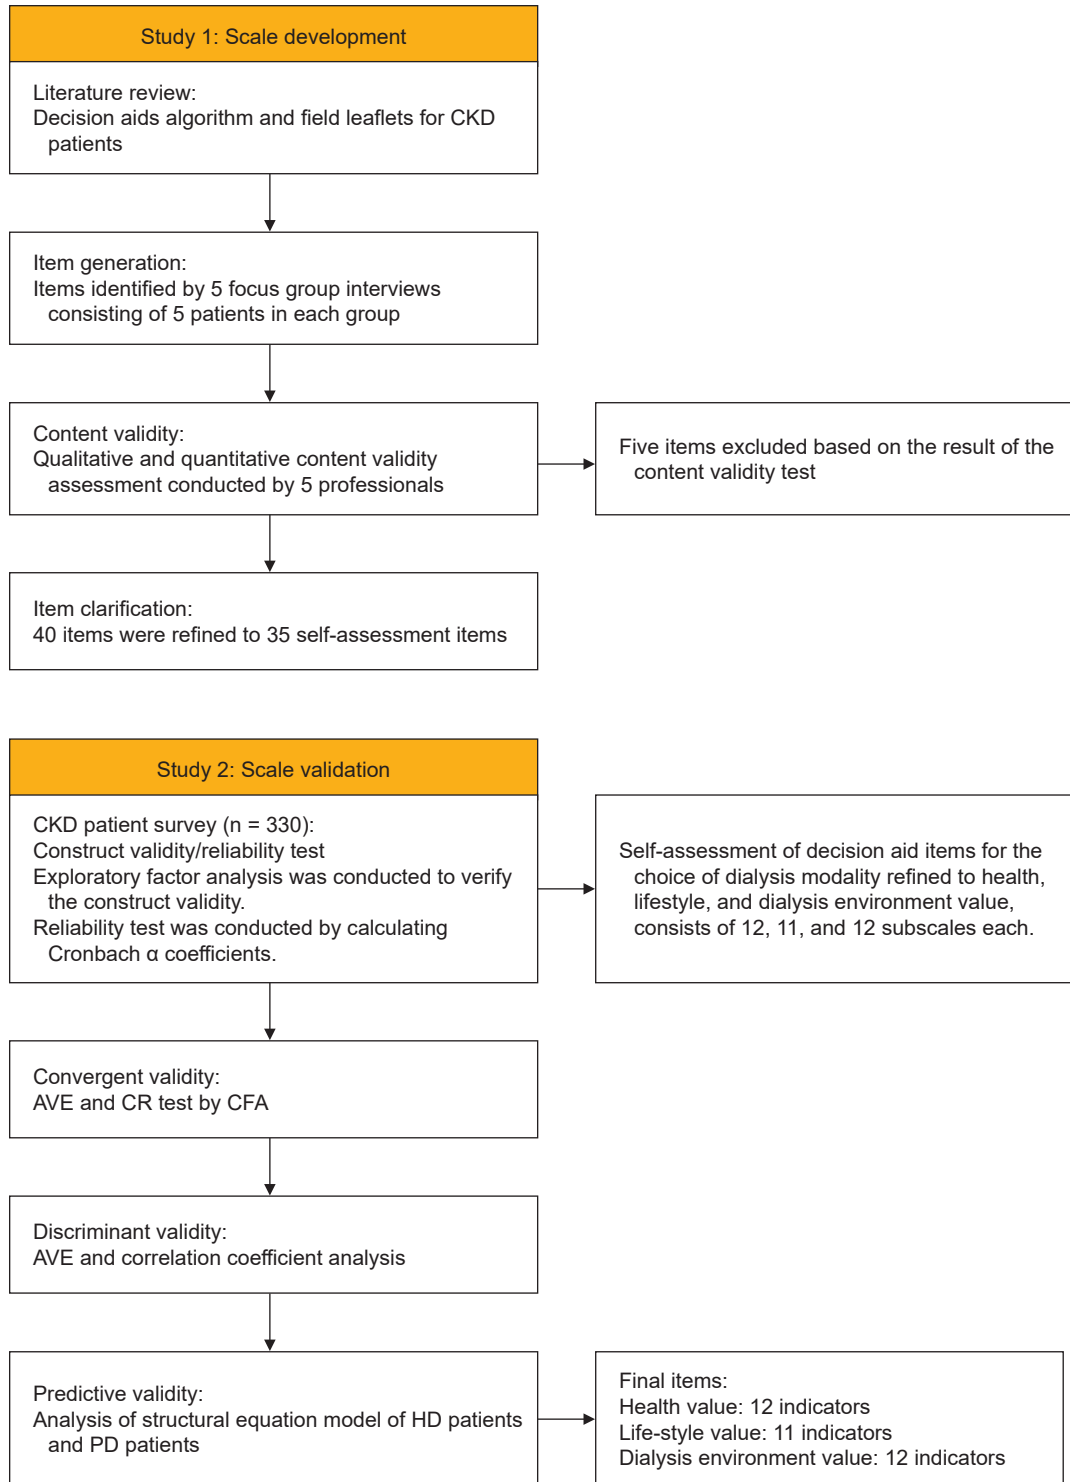 Study 1: Scale development
Literature review:
Decision aids algorithm and field leaflets for CKD
patients
Item generation:
Items identified by 5 focus group interviews
consisting of 5 patients in each group
Content validity:
Qualitative and quantitative content validity
assessment conducted by 5 professionals
Five items excluded based on the result of the
content validity test
Item clarification:
40 items were refined to 35 self-assessment items
Study 2: Scale validation
CKD patient survey (n = 330):
Construct validity/reliability test
Exploratory factor analysis was conducted to verify
the construct validity.
Reliability test was conducted by calculating
Cronbach α coefficients.
Self-assessment of decision aid items for the
choice of dialysis modality refined to health,
lifestyle, and dialysis environment value,
consists of 12, 11, and 12 subscales each.
Convergent validity:
AVE and CR test by CFA
Discriminant validity:
AVE and correlation coefficient analysis
Predictive validity:
Analysis of structural equation model of HD patients
and PD patients
Final items:
Health value: 12 indicators
Life-style value: 11 indicators
Dialysis environment value: 12 indicators